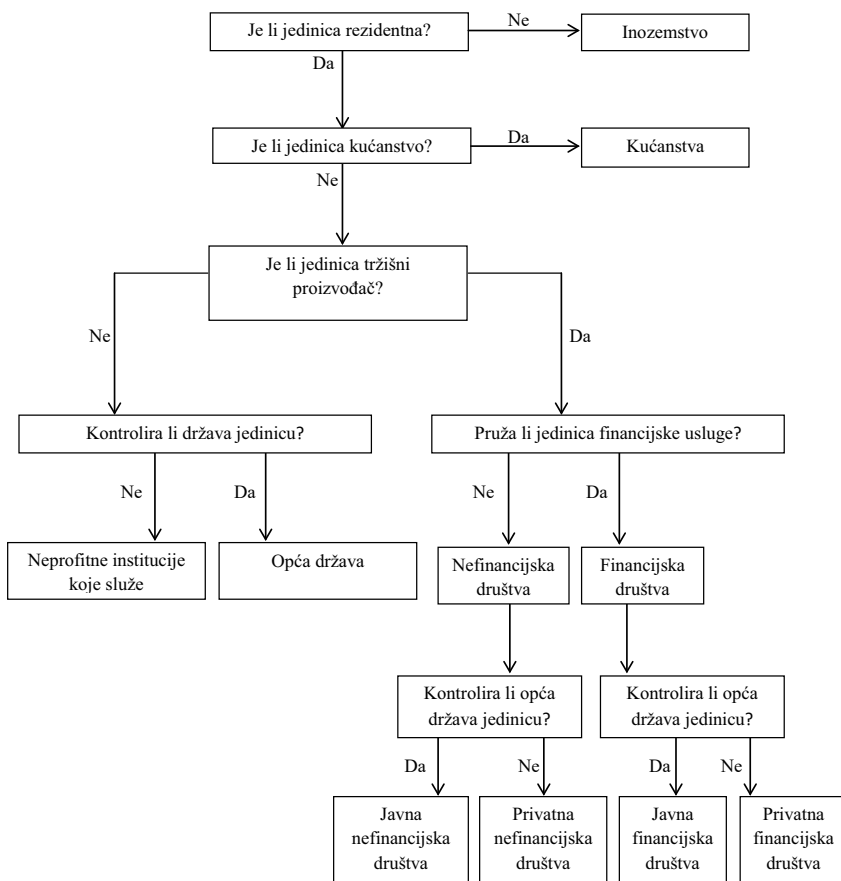 Je li jedinica rezidentna?
Ne
Inozemstvo
Da
Je li jedinica kućanstvo?
Da
Kućanstva
Ne
Je li jedinica tržišni
proizvođač?
Ne
Da
Kontrolira li država jedinicu?
Pruža li jedinica financijske usluge?
Ne
Da
Ne
Da
Neprofitne institucije
koje služe
Opća država
Nefinancijska
društva
Financijska
društva
Kontrolira li opća
država jedinicu?
Kontrolira li opća
država jedinicu?
Da
Ne
Da
Ne
Javna
nefinancijska
društva
Privatna
nefinancijska
društva
Javna
financijska
društva
Privatna
financijska
društva